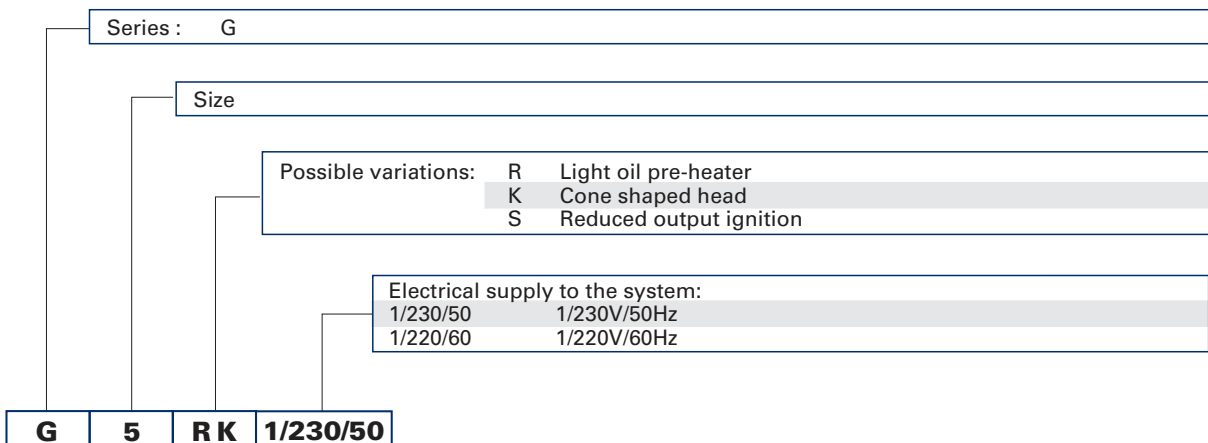 Series : G
Size
Possible variations: R Light oil pre-heater
K Cone shaped head
S Reduced output ignition
Electrical supply to the system:
1/230/50 1/230V/50Hz
1/220/60 1/220V/60Hz
G 5 RK 1/230/50